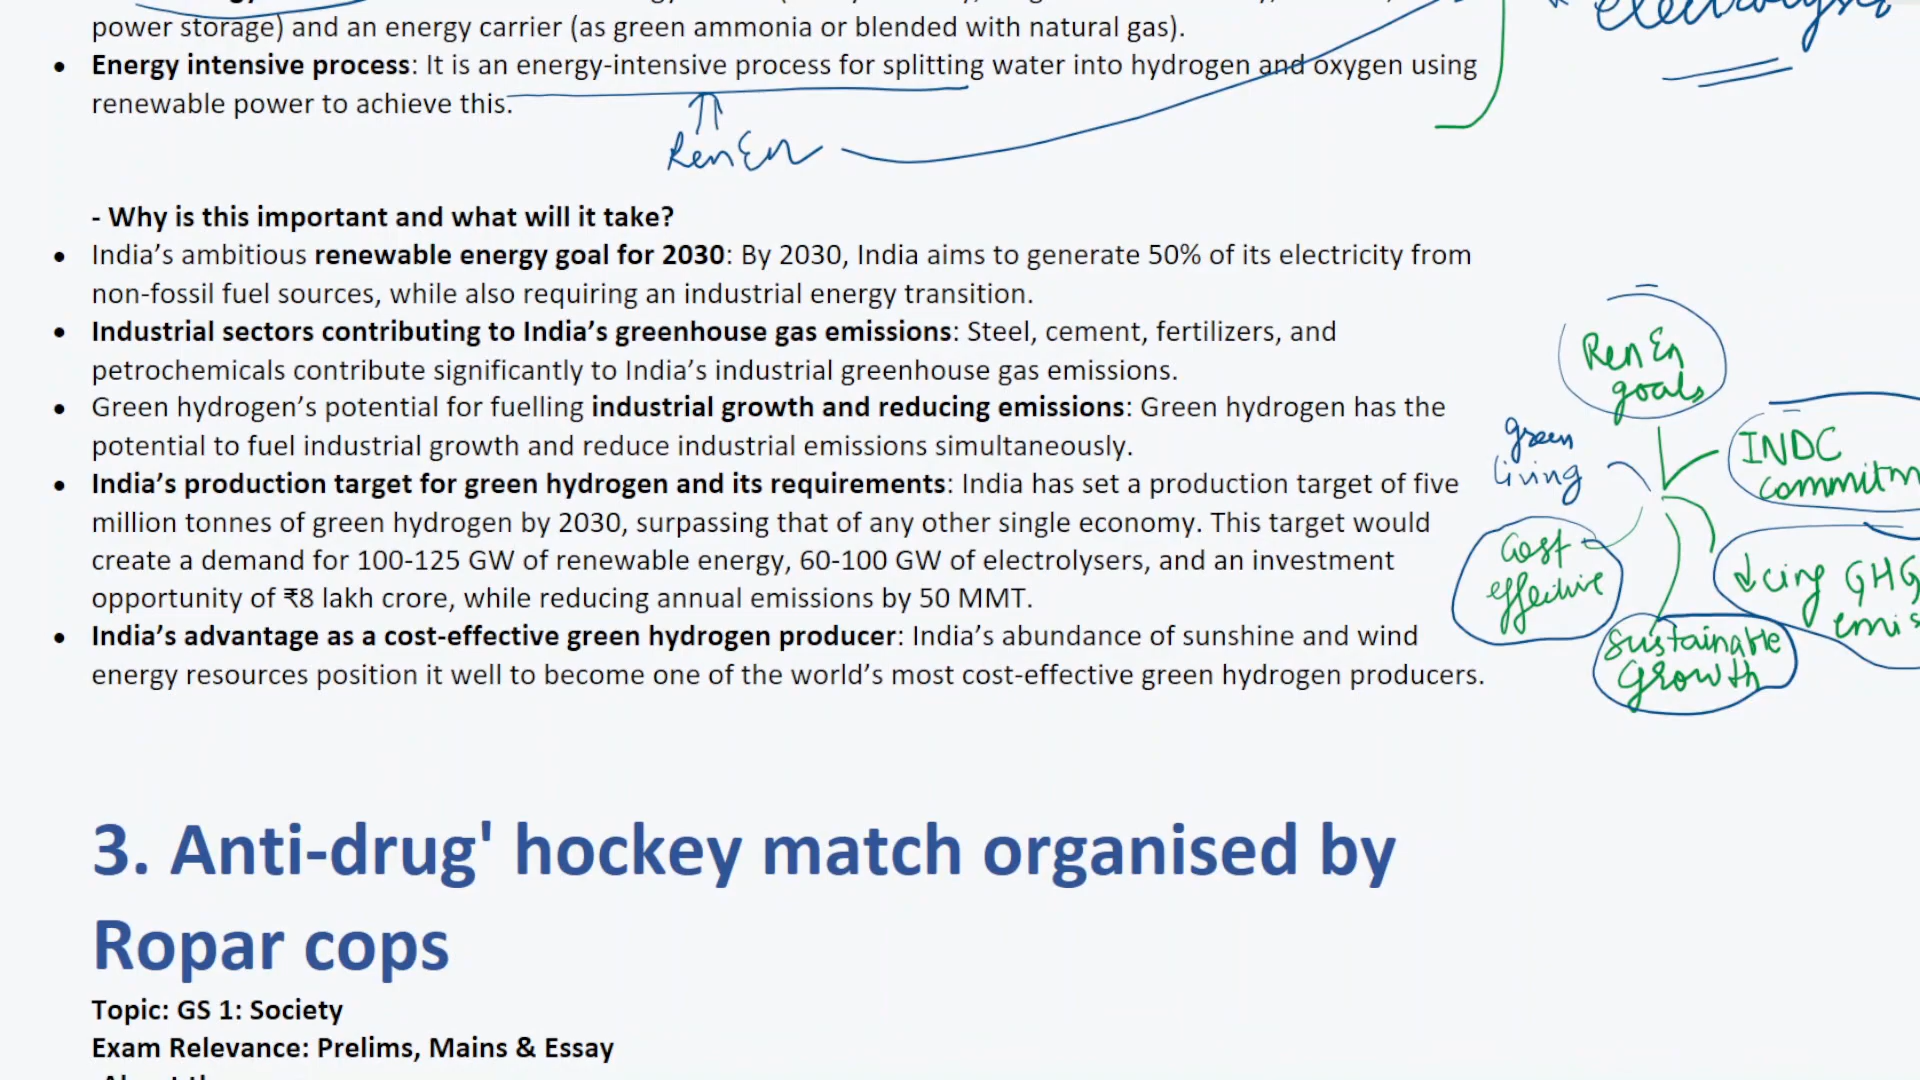 power storage) and an energy carrier (as green ammonia or blended with natural gas).
• Energy intensive process: It is an energy-intensive process for splitting water into hydrogen and oxygen using
renewable power to achieve this.
RenEn
- Why is this important and what will it take?
• India’s ambitious renewable energy goal for 2030: By 2030, India aims to generate 50% of its electricity from
non-fossil fuel sources, while also requiring an industrial energy transition.
• Industrial sectors contributing to India’s greenhouse gas emissions: Steel, cement, fertilizers, and
petrochemicals contribute significantly to India’s industrial greenhouse gas emissions.
• Green hydrogen’s potential for fuelling industrial growth and reducing emissions: Green hydrogen has the
potential to fuel industrial growth and reduce industrial emissions simultaneously.
• India’s production target for green hydrogen and its requirements: India has set a production target of five
million tonnes of green hydrogen by 2030, surpassing that of any other single economy. This target would
create a demand for 100-125 GW of renewable energy, 60-100 GW of electrolysers, and an investment
opportunity of ₹8 lakh crore, while reducing annual emissions by 50 MMT.
• India’s advantage as a cost-effective green hydrogen producer: India’s abundance of sunshine and wind
energy resources position it well to become one of the world’s most cost-effective green hydrogen producers.
RenEn
goals
green
living
INDC
commitm
Cost
effective
↓cing GHG
emis
Sustainable
Growth
3. Anti-drug' hockey match organised by
Ropar cops
Topic: GS 1: Society
Exam Relevance: Prelims, Mains & Essay